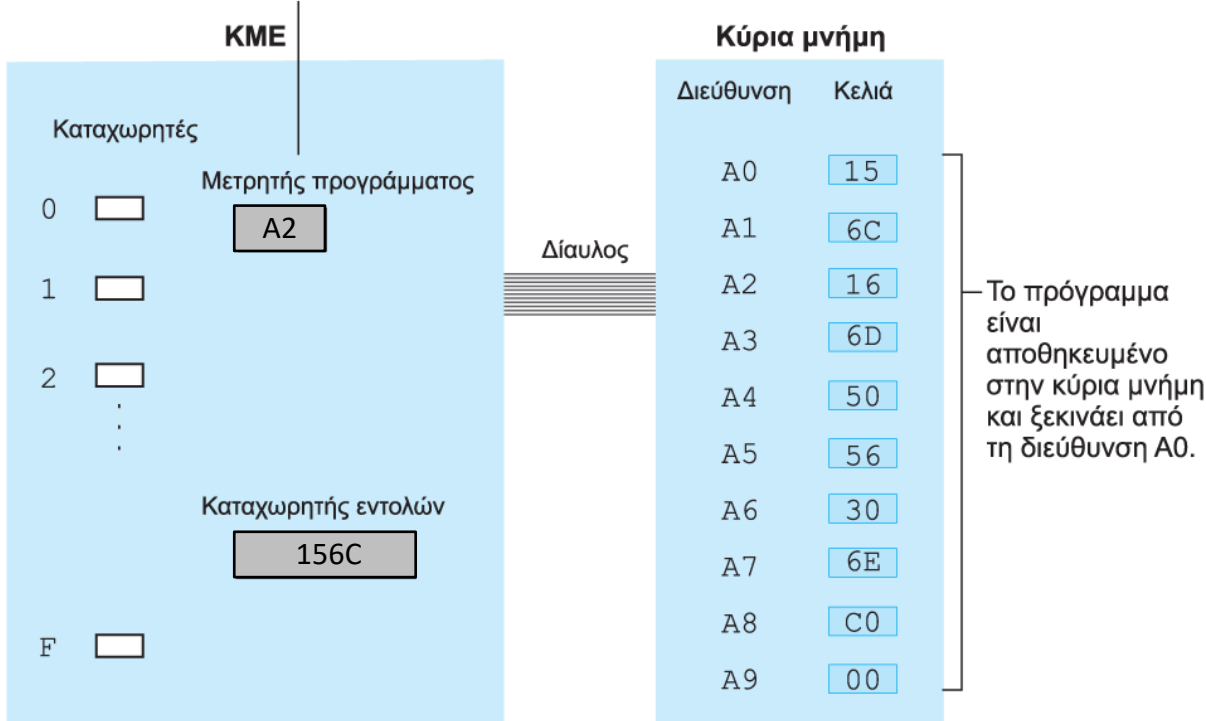 ΚΜΕ
Καταχωρητές
Μετρητής προγράμματος
0
A2
1
2
Καταχωρητής εντολών
156C
F
Δίαυλος
Κύρια μνήμη
Διεύθυνση Κελιά
A0 15
A1 6C
A2 16
A3 6D
A4 50
A5 56
A6 30
A7 6E
A8 C0
A9 00
Το πρόγραμμα
είναι
αποθηκευμένο
στην κύρια μνήμη
και ξεκινάει από
τη διεύθυνση A0.